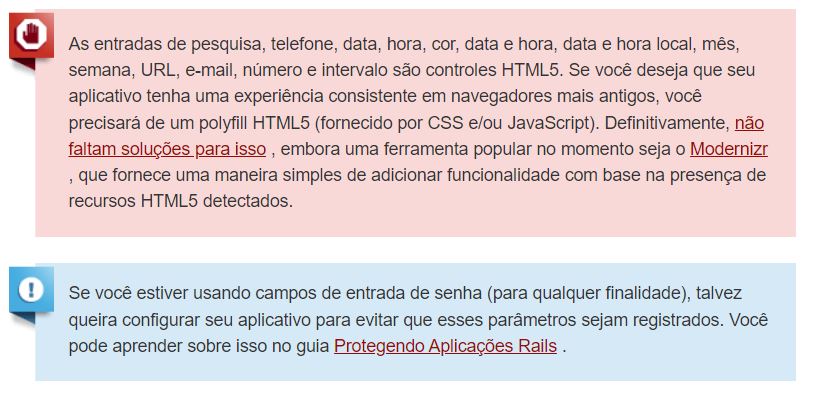 As entradas de pesquisa, telefone, data, hora, cor, data e hora, data e hora local, mês,
semana, URL, e-mail, número e intervalo são controles HTML5. Se você deseja que seu
aplicativo tenha uma experiência consistente em navegadores mais antigos, você
precisará de um polyfill HTML5 (fornecido por CSS e/ou JavaScript). Definitivamente, não
faltam soluções para isso , embora uma ferramenta popular no momento seja o Modernizr
, que fornece uma maneira simples de adicionar funcionalidade com base na presença de
recursos HTML5 detectados.
Se você estiver usando campos de entrada de senha (para qualquer finalidade), talvez
queira configurar seu aplicativo para evitar que esses parâmetros sejam registrados. Você
pode aprender sobre isso no guia Protegendo Aplicações Rails .